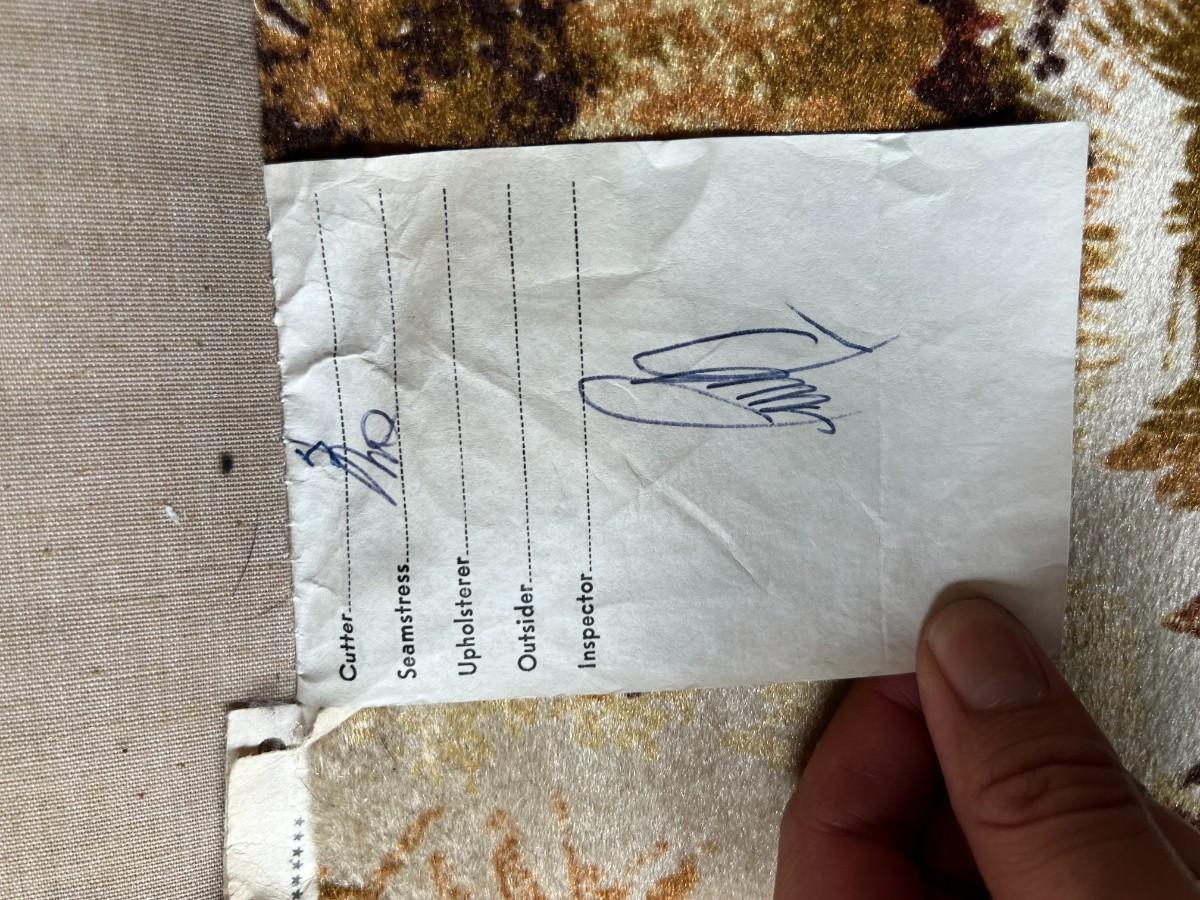 Cutter
Seamstress
Upholsterer
Outsider
Inspector